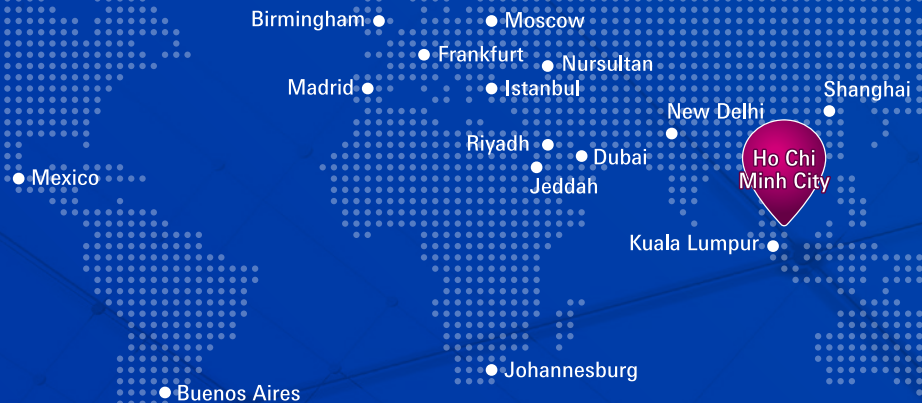 Birmingham
Moscow
Frankfurt
Nursultan
Madrid
Istanbul
Shanghai
New Delhi
Riyadh
Dubai
Ho Chi
Minh City
Mexico
Jeddah
Kuala Lumpur
Johannesburg
Buenos Aires